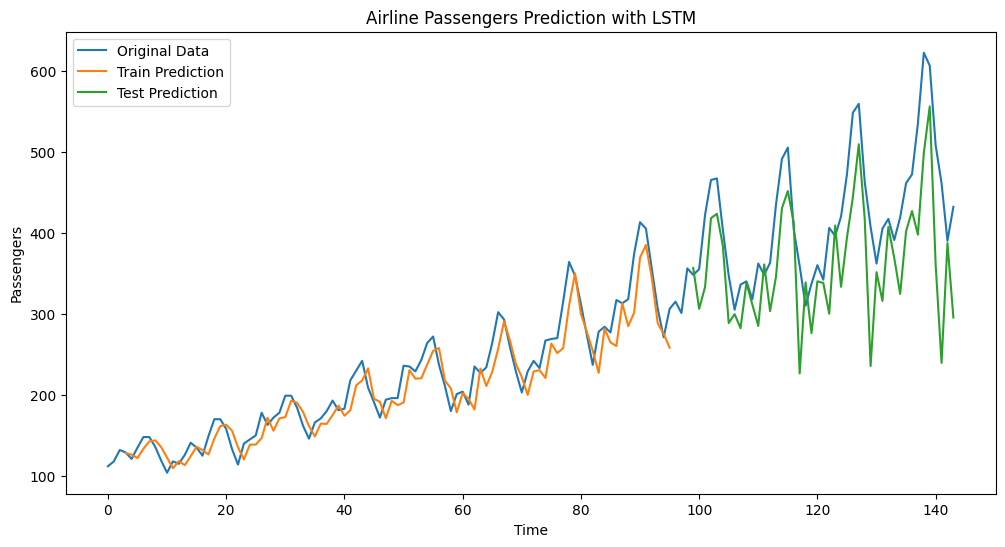 Airline Passengers Prediction with LSTM
Original Data
Train Prediction
Test Prediction
600
500
400
300
200
100
Passengers
0 20 40 60 80 100 120 140
Time